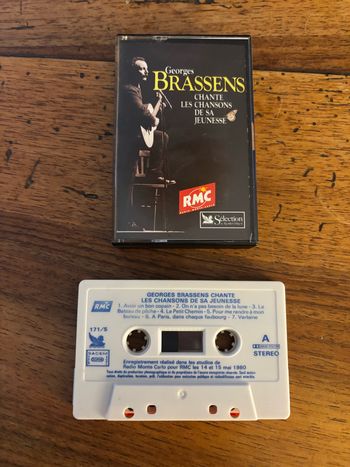 Georges
BRASSENS
CHANTE
LES CHANSONS
DE SA
JEUNESSE
RMC
Sélection
RMC
GEORGES BRASSENS CHANTE
LES CHANSONS DE SA JEUNESSE
171/5
1. Avoir un bon copain - 2. On n'a pas besoin de la lune - 3. Le
Bateau de pêche - 4. Le Petit Chemin - 5. Pour me rendre à mon
bureau - 6. A Paris, dans chaque faubourg - 7. Verlaine
A
STEREO
SACEM
Enregistrement réalisé dans les studios de
Radio Monte Carlo pour RMC les 14 et 15 mai 1980